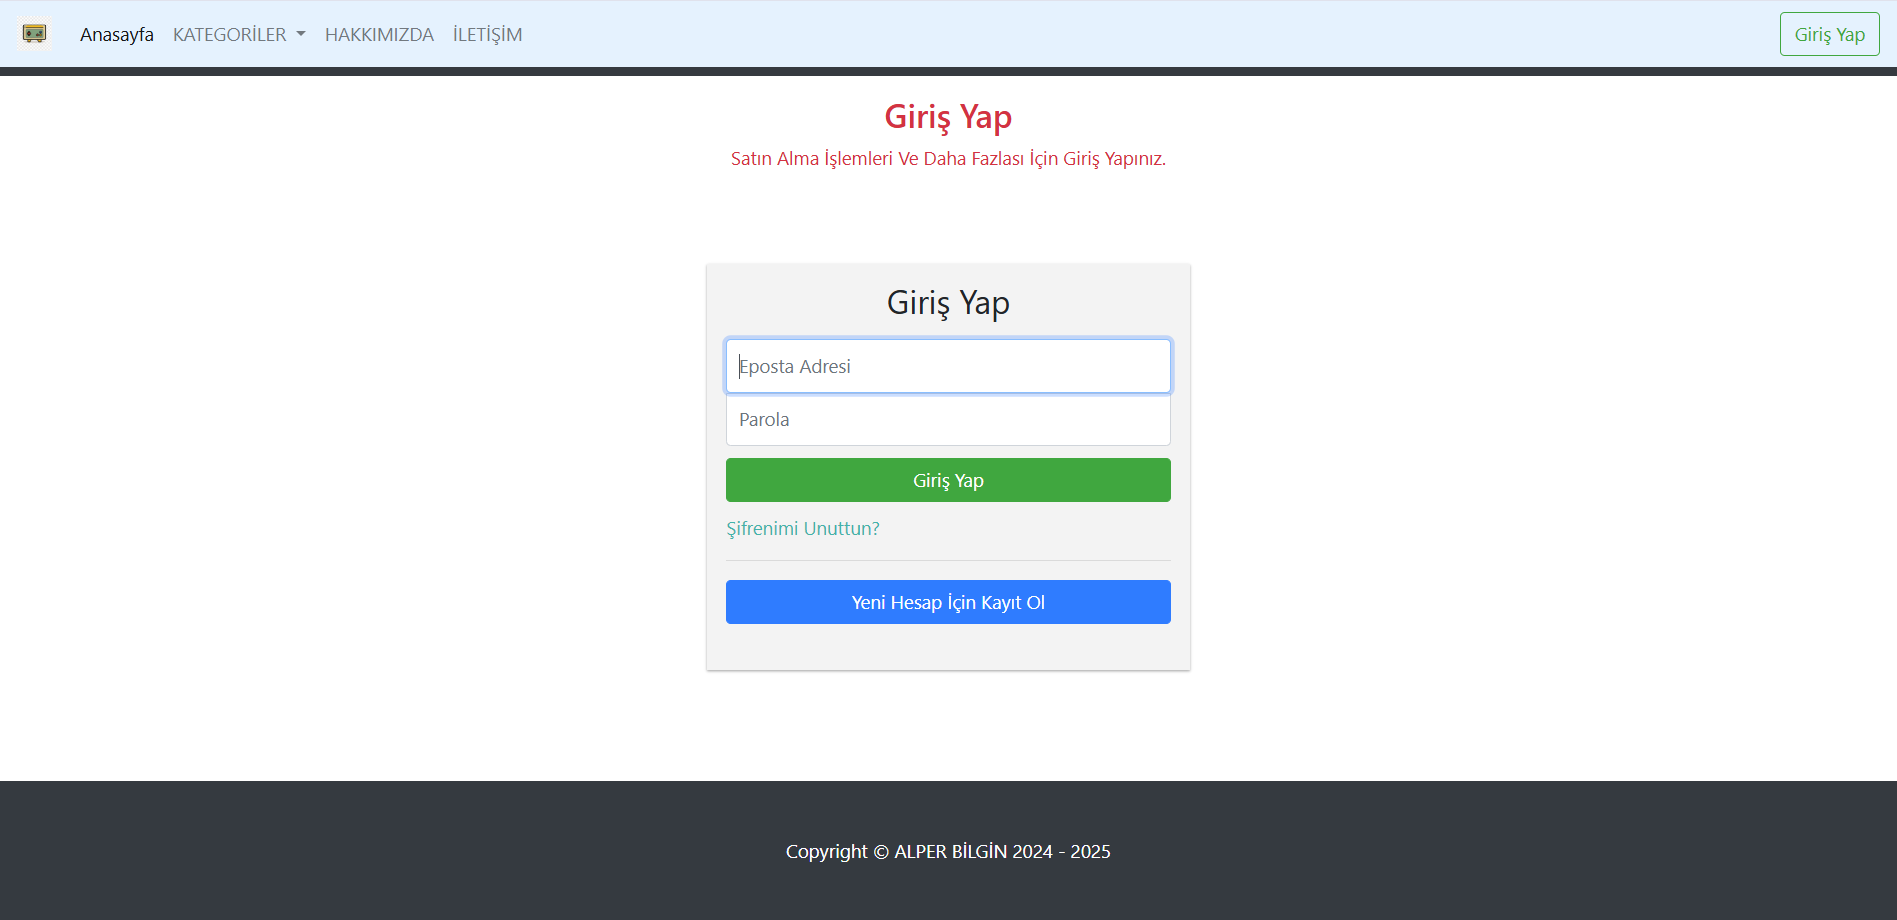 Anasayfa KATEGORİLER HAKKIMIZDA İLETİŞİM Giriş Yap
Giriş Yap
Satın Alma İşlemleri Ve Daha Fazlası İçin Giriş Yapınız.
Giriş Yap
Eposta Adresi
Parola
Giriş Yap
Şifrenimi Unuttun?
Yeni Hesap İçin Kayıt Ol
Copyright © ALPER BİLGİN 2024 - 2025